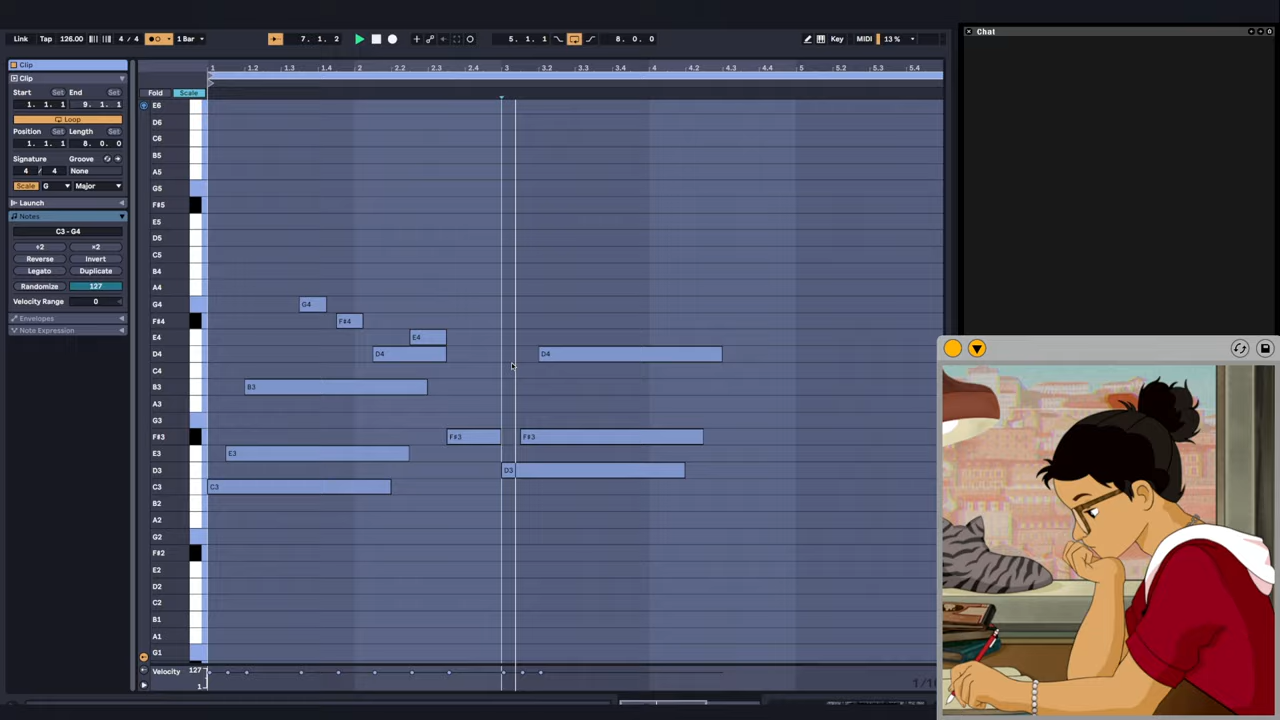 Link Tap 126.00 4 / 4 1 Bar 7. 1. 2 5. 1. 1 8. 0. 0 Key MIDI 13 %
Chat
Clip
Clip
Start Set End Set
1. 1. 1 9. 1. 1
Loop
Position Set Length Set
1. 1. 1 8. 0. 0
Signature Groove
4 / 4 None
Scale G Major
Launch
Notes
C3 - G4
÷2 ×2
Reverse Invert
Legato Duplicate
Randomize 127
Velocity Range 0
Envelopes
Note Expression
1 1.2 1.3 1.4 2 2.2 2.3 2.4 3 3.2 3.3 3.4 4 4.2 4.3 4.4 5 5.2 5.3 5.4
Fold Scale
E6
D6
C6
B5
A5
G5
F#5
E5
D5
C5
B4
A4
G4 G4
F#4 F#4
E4 E4
D4 D4 D4
C4
B3 B3
A3
G3
F#3 F#3 F#3
E3 E3
D3 D3
C3 C3
B2
A2
G2
F#2
E2
D2
C2
B1
A1
G1
Velocity 127
1